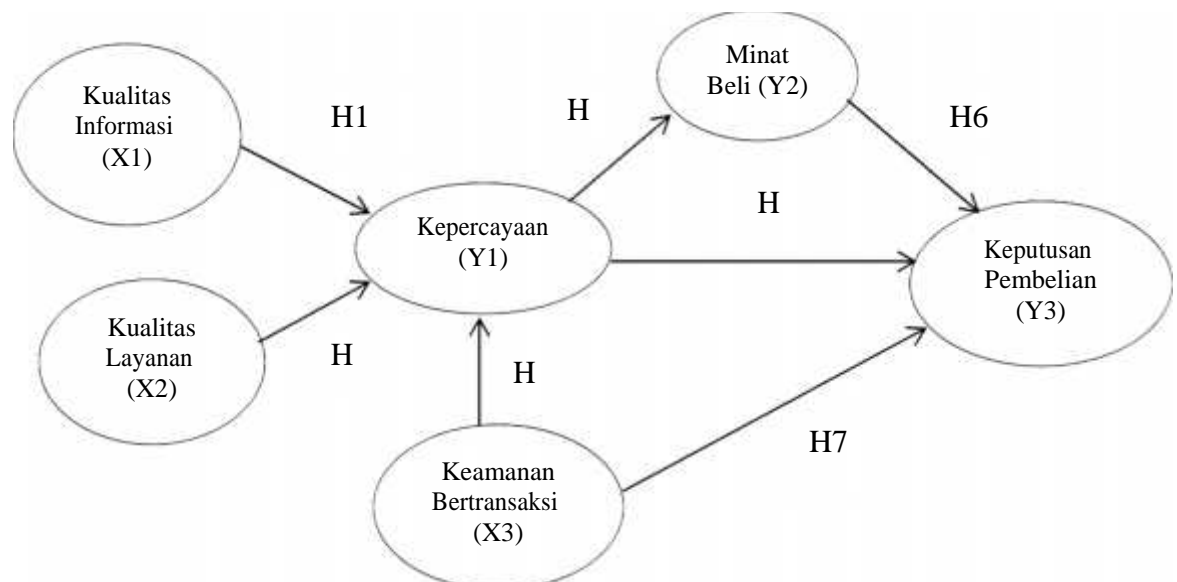 Kualitas
Informasi
(X1)
H1
H
Minat
Beli (Y2)
H6
Kepercayaan
(Y1)
H
Keputusan
Pembelian
(Y3)
Kualitas
Layanan
(X2)
H
H
Keamanan
Bertransaksi
(X3)
H7